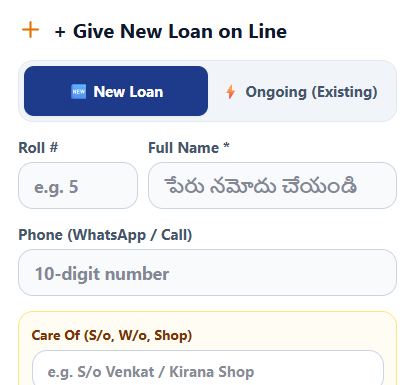 + Give New Loan on Line
🆕 New Loan
⚡ Ongoing (Existing)
Roll #
Full Name *
e.g. 5
పేరు నమోదు చేయండి
Phone (WhatsApp / Call)
10-digit number
Care Of (S/o, W/o, Shop)
e.g. S/o Venkat / Kirana Shop